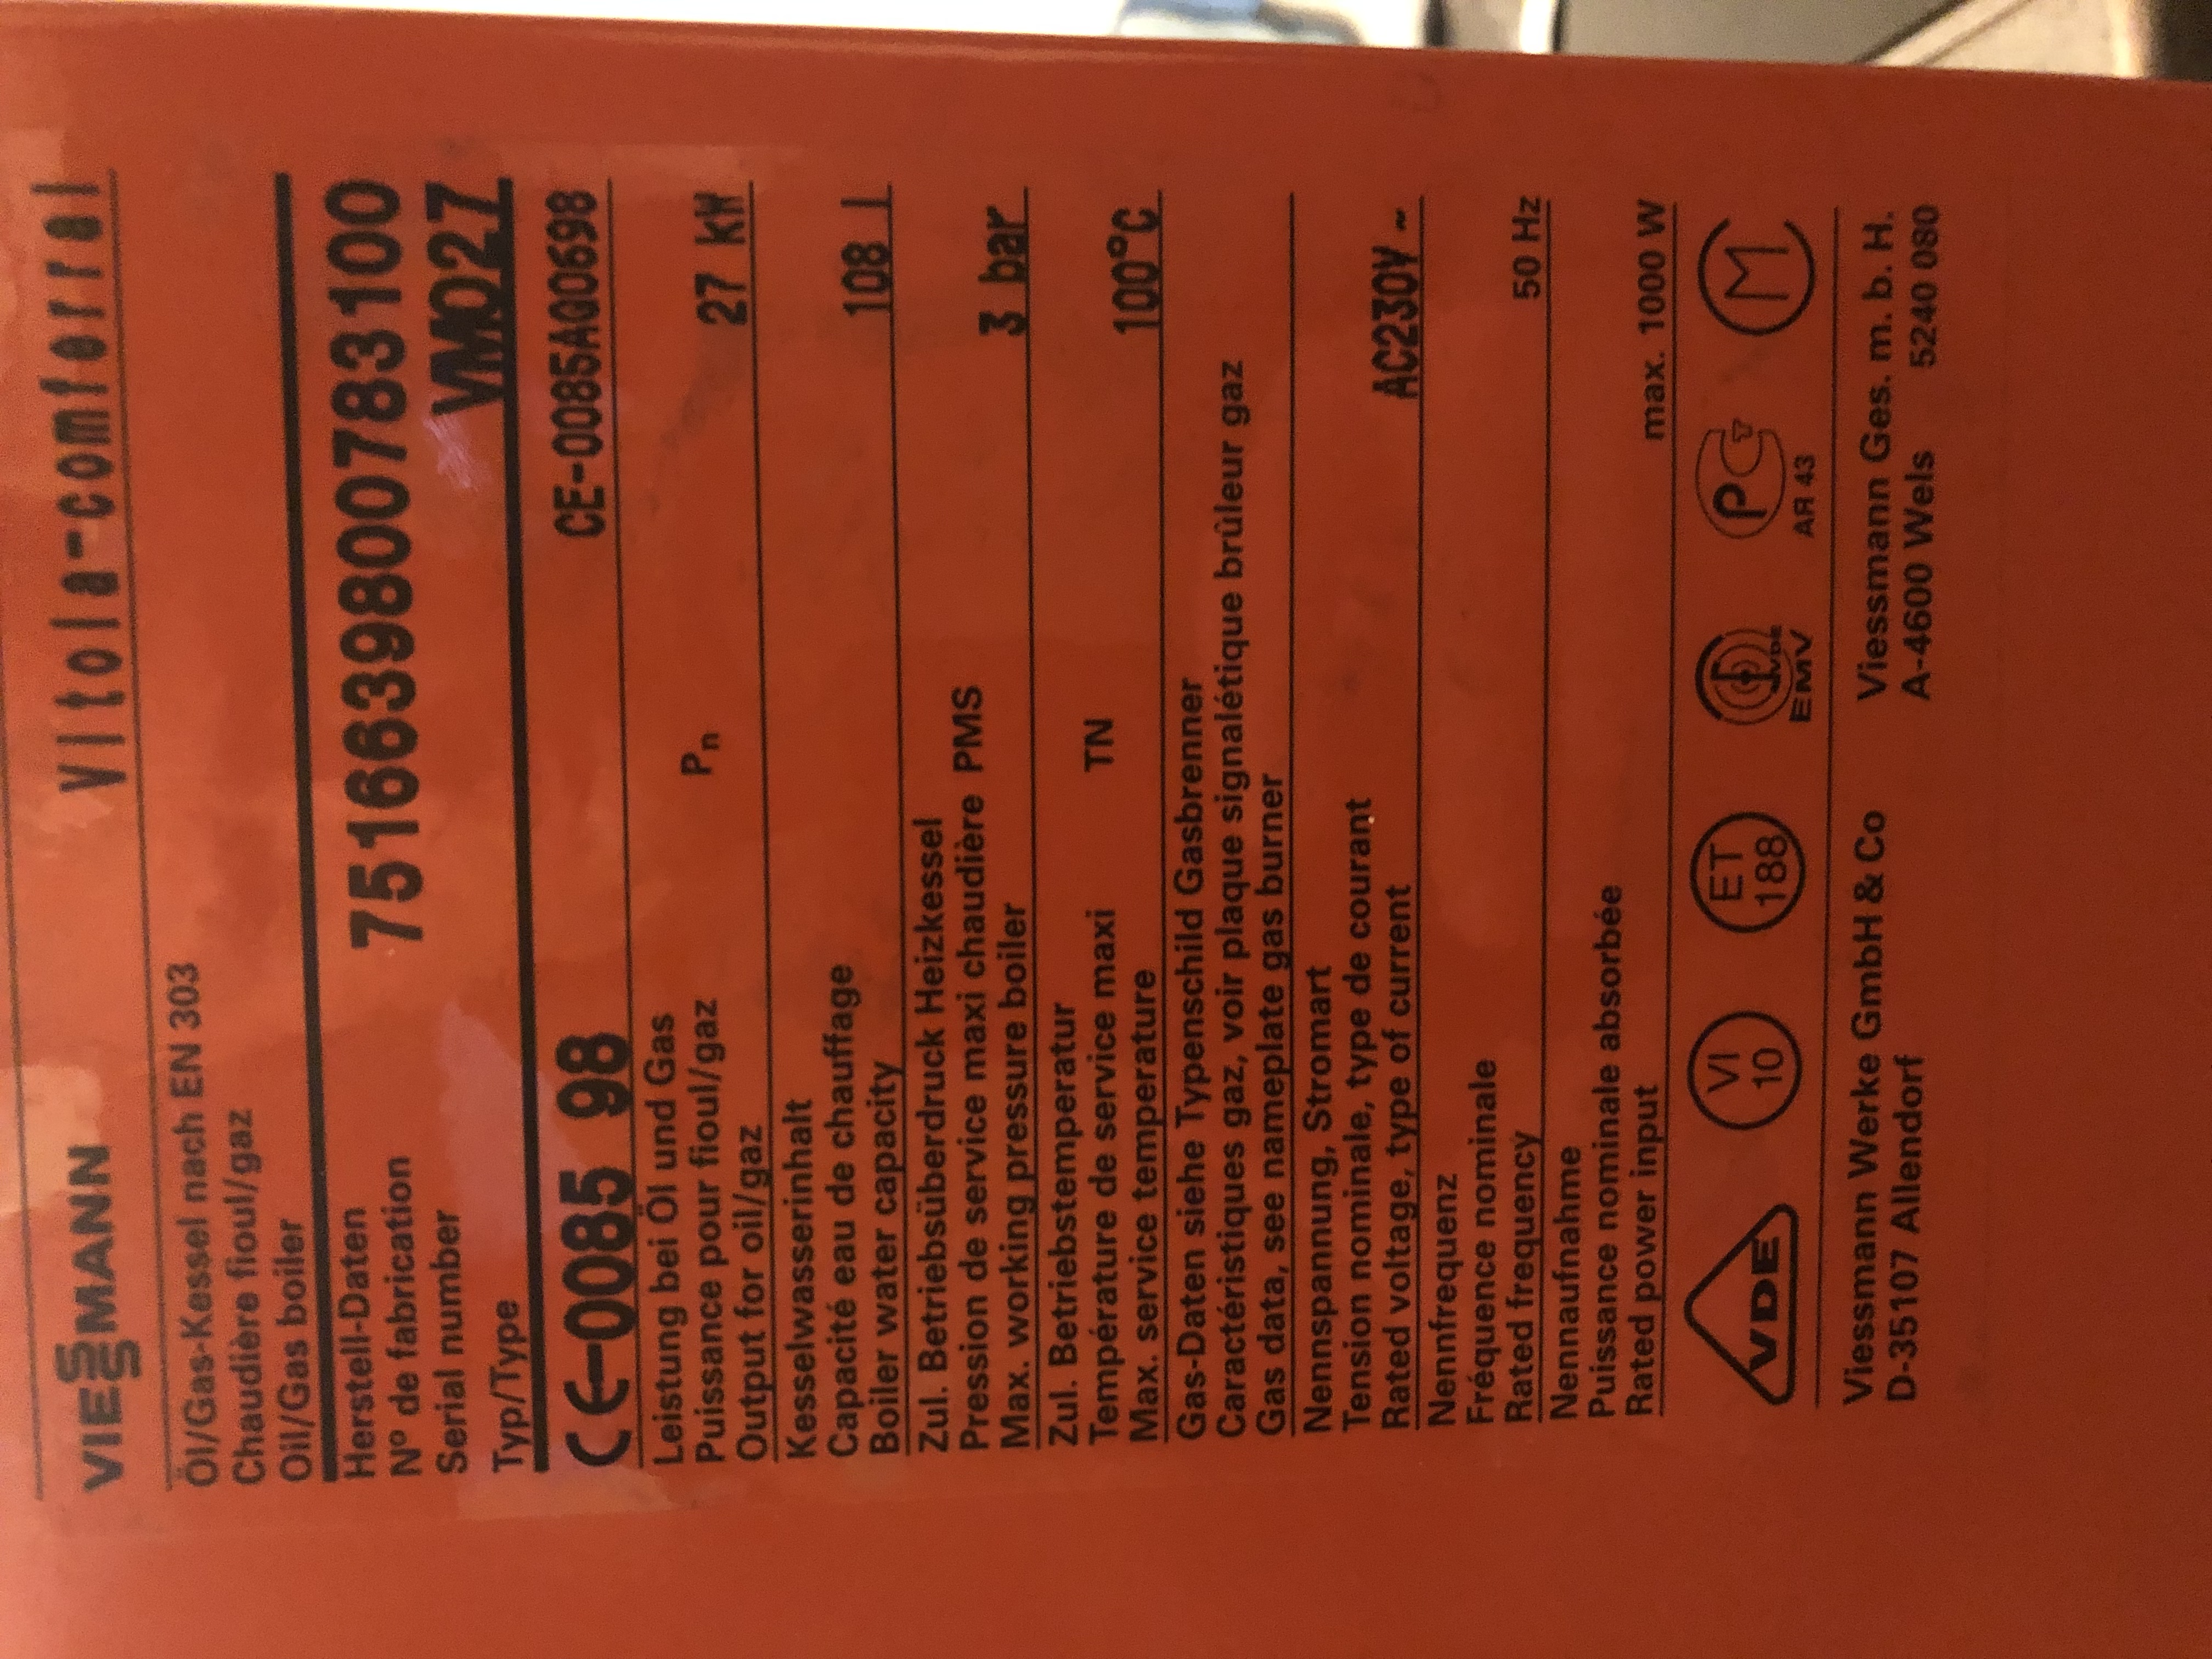 VIESSMANN Vitola-comferral
Öl/Gas-Kessel nach EN 303
Chaudière fioul/gaz
Oil/Gas boiler
Herstell-Daten
N° de fabrication 7516639800783100
Serial number
Typ/Type VM027
CE-0085 98 CE-0085AQ0698
Leistung bei Öl und Gas
Puissance pour fioul/gaz Pn
Output for oil/gaz 27 kW
Kesselwasserinhalt
Capacité eau de chauffage
Boiler water capacity 108 l
Zul. Betriebsüberdruck Heizkessel
Pression de service maxi chaudière PMS
Max. working pressure boiler 3 bar
Zul. Betriebstemperatur
Température de service maxi TN
Max. service temperature 100°C
Gas-Daten siehe Typenschild Gasbrenner
Caractéristiques gaz, voir plaque signalétique brûleur gaz
Gas data, see nameplate gas burner
Nennspannung, Stromart
Tension nominale, type de courant
Rated voltage, type of current AC230V~
Nennfrequenz
Fréquence nominale
Rated frequency 50 Hz
Nennaufnahme
Puissance nominale absorbée
Rated power input max. 1000 W
VDE VI 10 ET 188 VDE EMV PC AR 43 M
Viessmann Werke GmbH & Co Viessmann Ges. m. b. H.
D-35107 Allendorf A-4600 Wels 5240 080